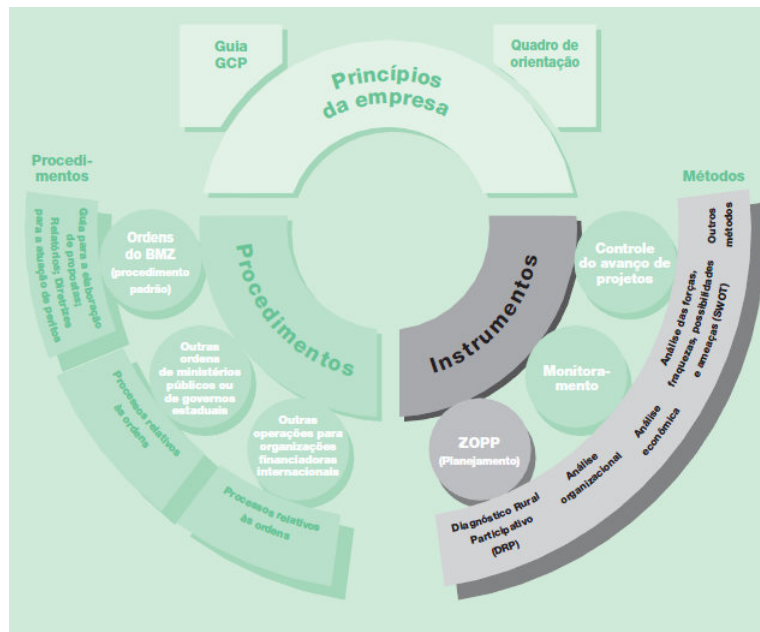 Guia
GCP
Quadro de
orientação
Princípios
da empresa
Procedi-
mentos
Métodos
Guia para a elaboração
de propostas;
Relatórios; Diretrizes
para a atuação de peritos
Ordens
do BMZ
(procedimento
padrão)
Procedimentos
Instrumentos
Controle
do avanço de
projetos
Outros
métodos
Análise das forças,
fraquezas, possibilidades
e ameaças (SWOT)
Outras
ordens
de ministérios
públicos ou
de governos
estaduais
Monitora-
mento
Processos relativos
às ordens
Outras
operações para
organizações
financiadoras
internacionais
ZOPP
(Planejamento)
Análise
econômica
Análise
organizacional
Processos relativos
às ordens
Diagnóstico Rural
Participativo
(DRP)